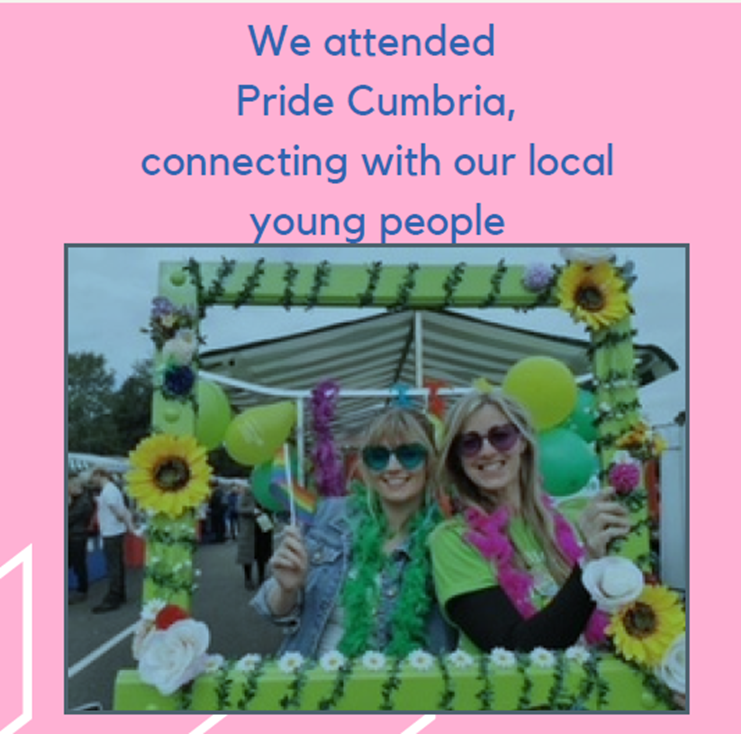 We attended
Pride Cumbria,
connecting with our local
young people